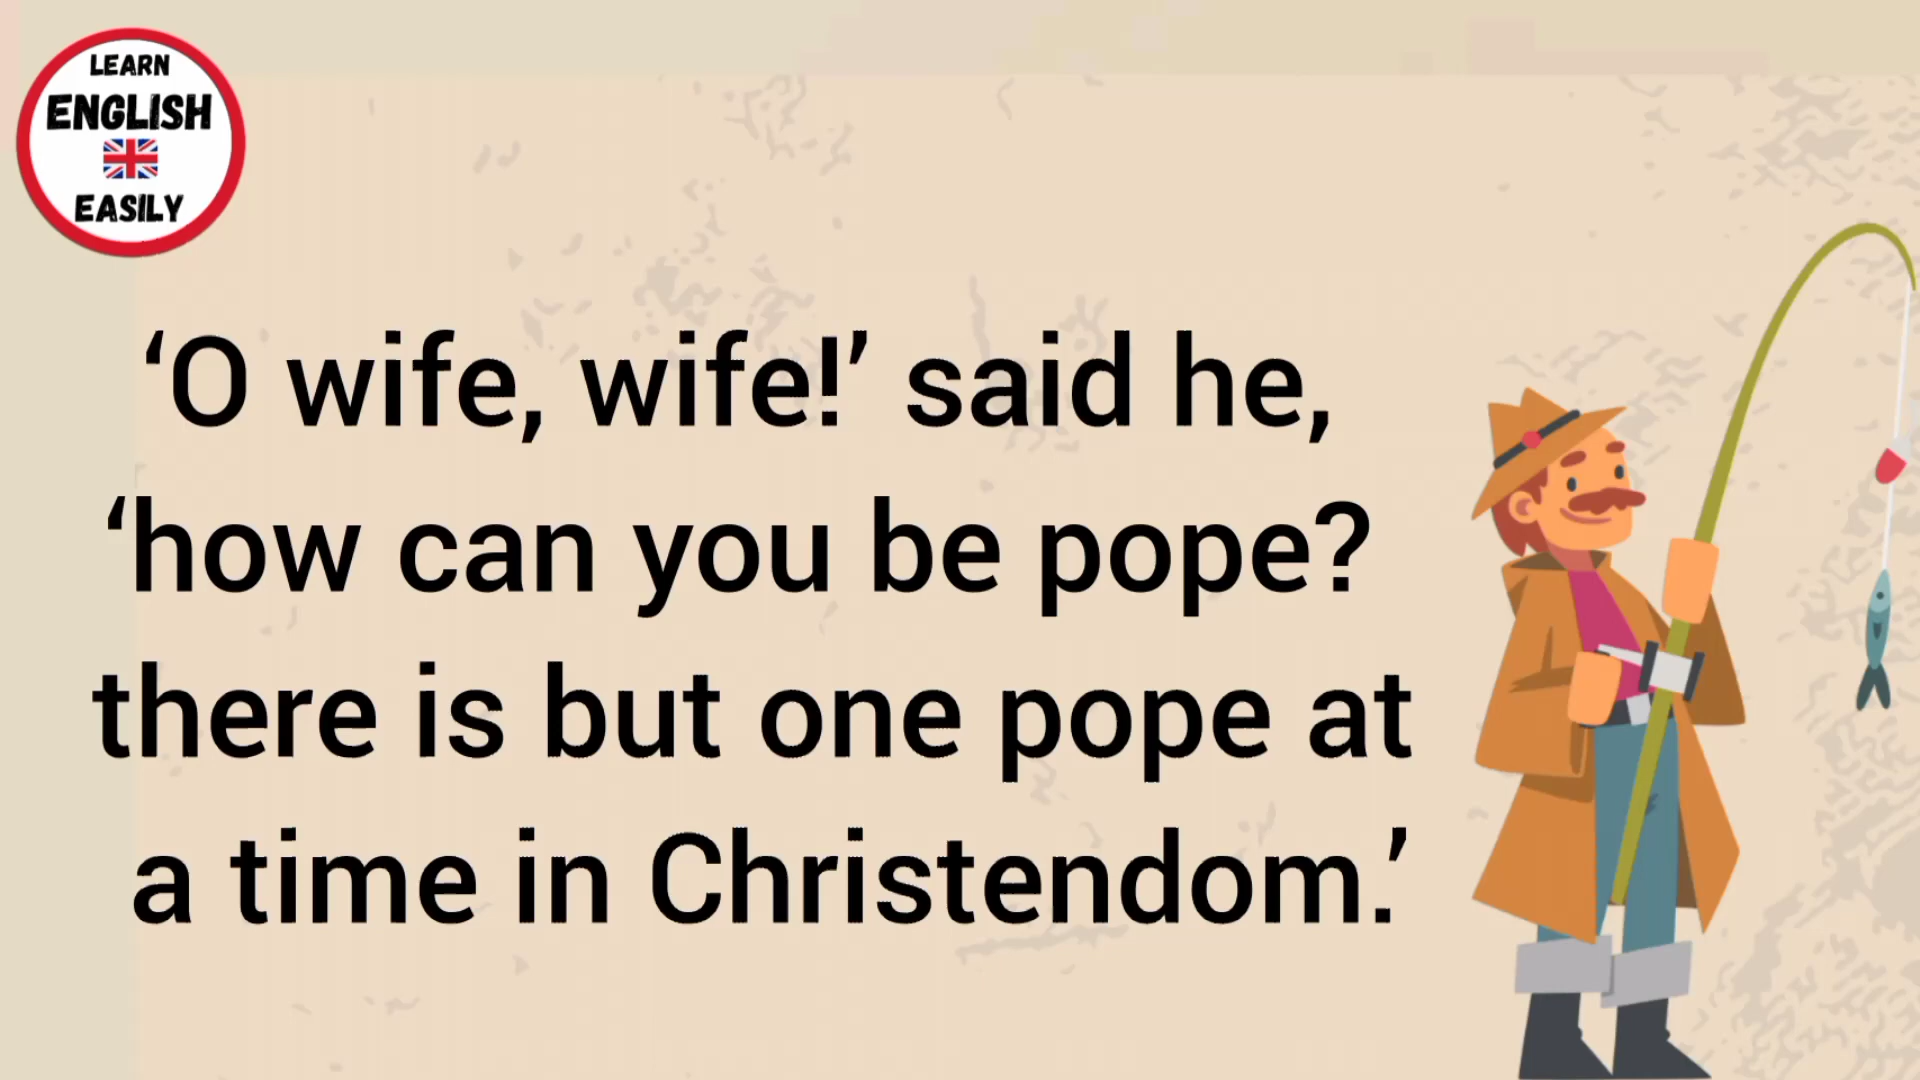 LEARN
ENGLISH
EASILY
‘O wife, wife!’ said he,
‘how can you be pope?
there is but one pope at
a time in Christendom.’